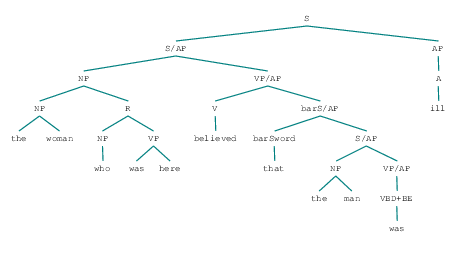 S
S/AP AP
NP VP/AP A
NP R V barS/AP ill
the woman NP VP believed barSword S/AP
who was here that NP VP/AP
the man VBD+BE
was